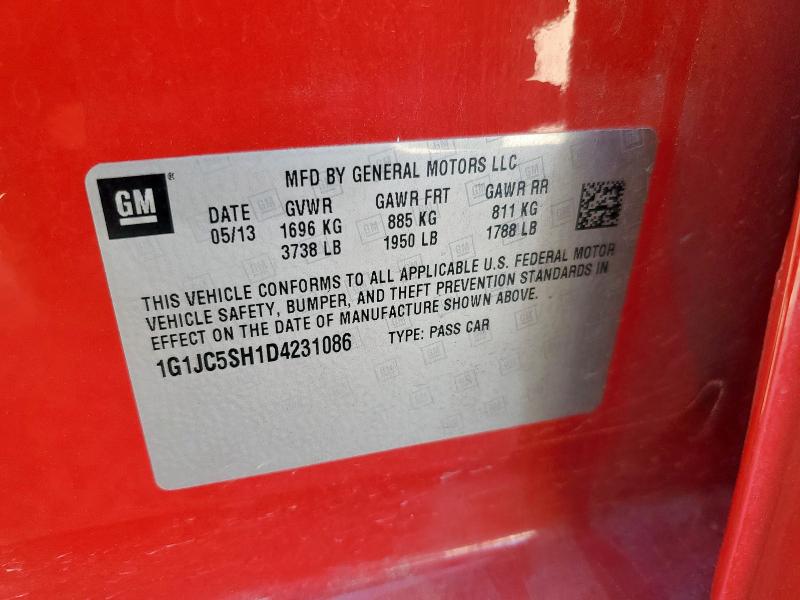 GM®
MFD BY GENERAL MOTORS LLC
DATE GVWR GAWR FRT GAWR RR
05/13 1696 KG 885 KG 811 KG
3738 LB 1950 LB 1788 LB
THIS VEHICLE CONFORMS TO ALL APPLICABLE U.S. FEDERAL MOTOR
VEHICLE SAFETY, BUMPER, AND THEFT PREVENTION STANDARDS IN
EFFECT ON THE DATE OF MANUFACTURE SHOWN ABOVE.
1G1JC5SH1D4231086 TYPE: PASS CAR